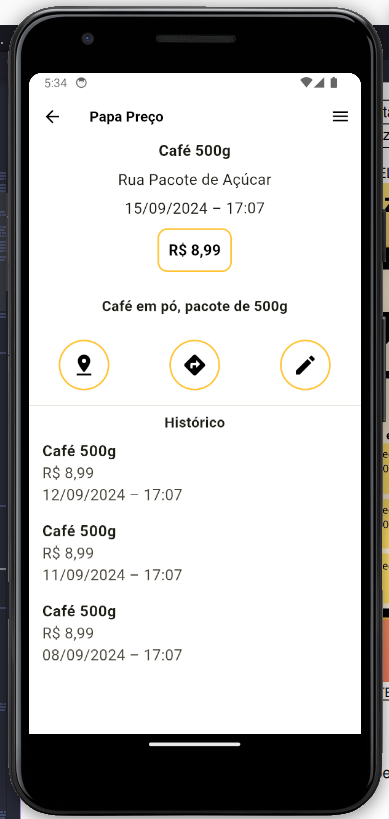 5:34
Papa Preço
Café 500g
Rua Pacote de Açúcar
15/09/2024 – 17:07
R$ 8,99
Café em pó, pacote de 500g
Histórico
Café 500g
R$ 8,99
12/09/2024 – 17:07
Café 500g
R$ 8,99
11/09/2024 – 17:07
Café 500g
R$ 8,99
08/09/2024 – 17:07